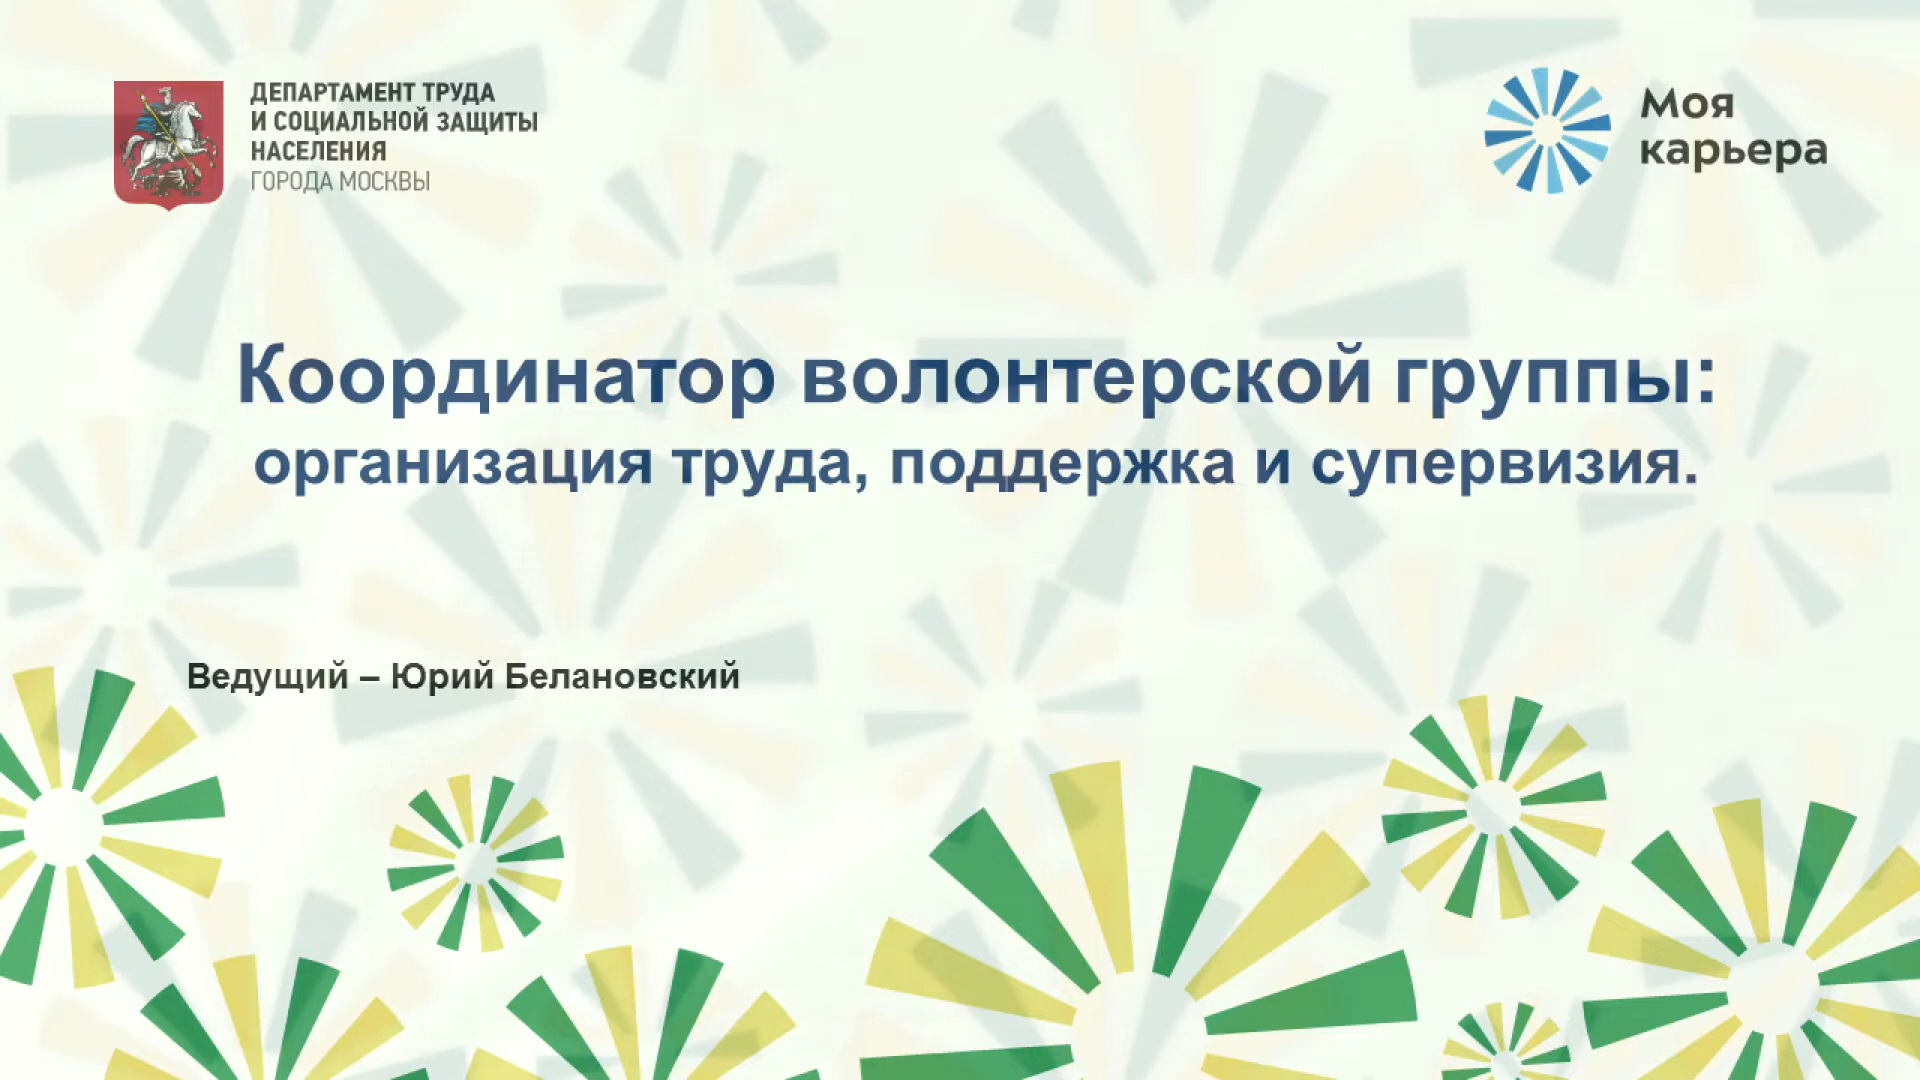 ДЕПАРТАМЕНТ ТРУДА
И СОЦИАЛЬНОЙ ЗАЩИТЫ
НАСЕЛЕНИЯ
ГОРОДА МОСКВЫ
Моя
карьера
Координатор волонтерской группы:
организация труда, поддержка и супервизия.
Ведущий – Юрий Белановский